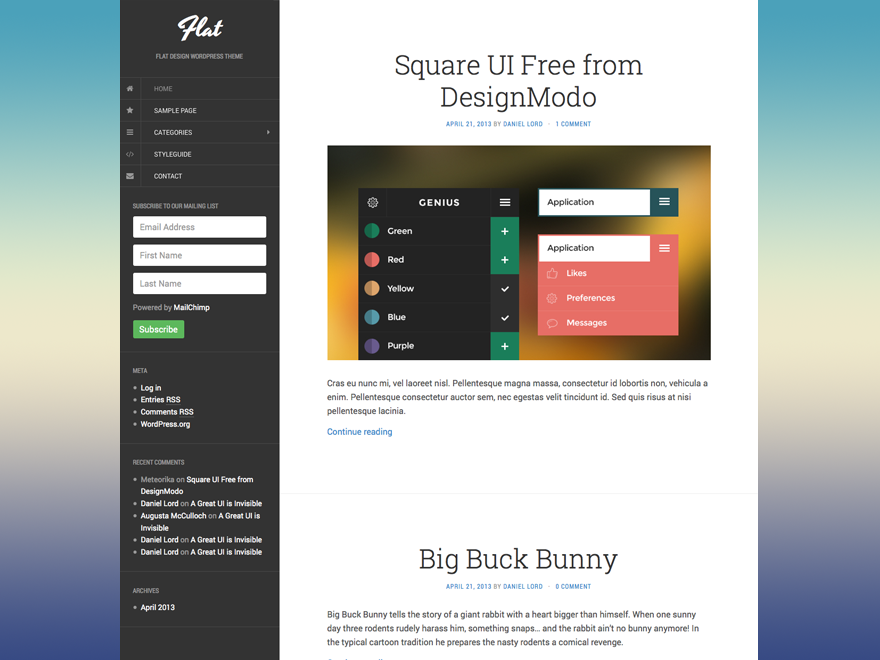 Flat
FLAT DESIGN WORDPRESS THEME
HOME
SAMPLE PAGE
CATEGORIES
STYLEGUIDE
CONTACT
SUBSCRIBE TO OUR MAILING LIST
Email Address
First Name
Last Name
Powered by MailChimp
Subscribe
META
Log in
Entries RSS
Comments RSS
WordPress.org
RECENT COMMENTS
Meteorika on Square UI Free from
DesignModo
Daniel Lord on A Great UI is Invisible
Augusta McCulloch on A Great UI is
Invisible
Daniel Lord on A Great UI is Invisible
Daniel Lord on A Great UI is Invisible
ARCHIVES
April 2013
Square UI Free from
DesignModo
APRIL 21, 2013 BY DANIEL LORD - 1 COMMENT
GENIUS
Green
Red
Yellow
Blue
Purple
Application
Application
Likes
Preferences
Messages
Cras eu nunc mi, vel laoreet nisl. Pellentesque magna massa, consectetur id lobortis non, vehicula a
enim. Pellentesque consectetur auctor sem, nec egestas velit tincidunt id. Sed quis risus at nisi
pellentesque lacinia.
Continue reading
Big Buck Bunny
APRIL 21, 2013 BY DANIEL LORD - 0 COMMENT
Big Buck Bunny tells the story of a giant rabbit with a heart bigger than himself. When one sunny
day three rodents rudely harass him, something snaps… and the rabbit ain't no bunny anymore! In
the typical cartoon tradition he prepares the nasty rodents a comical revenge.